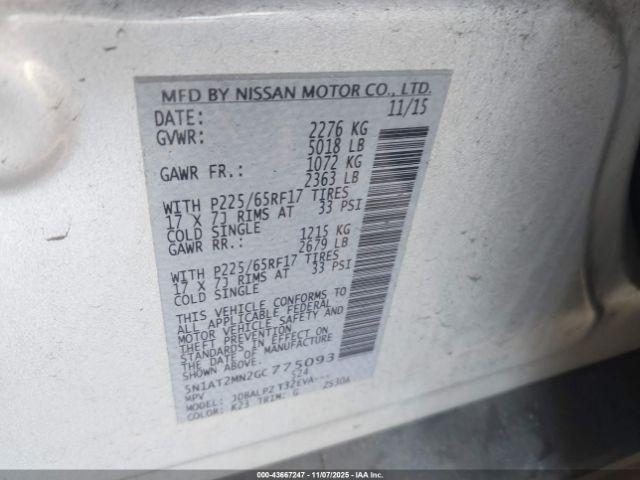 MFD BY NISSAN MOTOR CO., LTD.
DATE: 11/15
GVWR: 2276 KG
5018 LB
GAWR FR.: 1072 KG
2363 LB
WITH P225/65RF17 TIRES
17 X 7J RIMS AT 33 PSI
COLD SINGLE
GAWR RR.: 1215 KG
2679 LB
WITH P225/65RF17 TIRES
17 X 7J RIMS AT 33 PSI
COLD SINGLE
THIS VEHICLE CONFORMS TO
ALL APPLICABLE FEDERAL
MOTOR VEHICLE SAFETY AND
THEFT PREVENTION
STANDARDS IN EFFECT ON
THE DATE OF MANUFACTURE
SHOWN ABOVE.
5N1AT2MN2GC775093
MPV S24
MODEL: JDBALPZ T32EVA---
COLOR: K23 TRIM: G 2530A
000-43667247 - 11/07/2025 - IAA Inc.